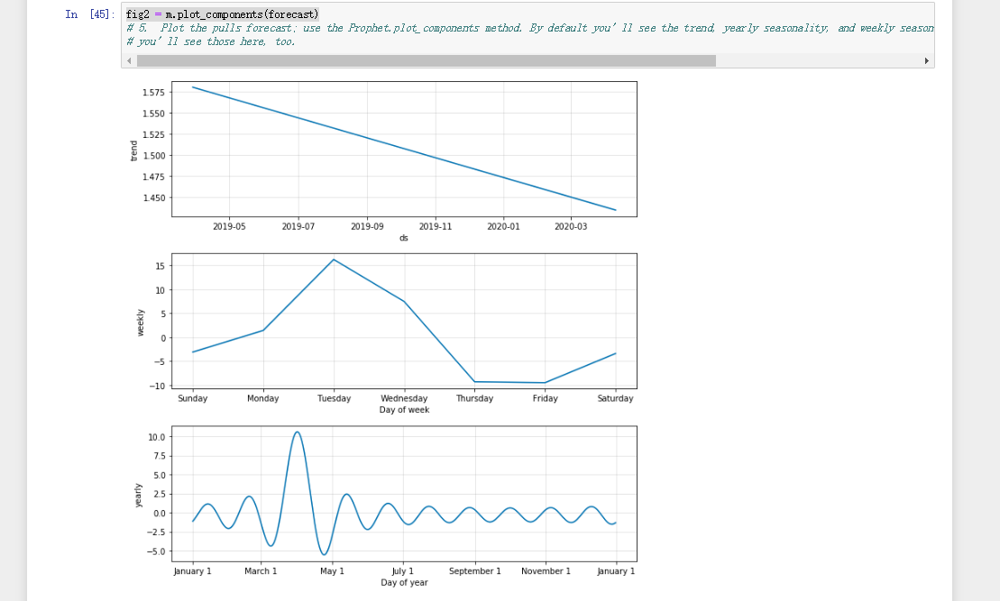 In [45]: fig2 = m.plot_components(forecast)
# 5. Plot the pulls forecast; use the Prophet.plot_components method. By default you'll see the trend, yearly seasonality, and weekly season
# you'll see those here, too.
1.575
1.550
1.525
1.500
1.475
1.450
trend
2019-05 2019-07 2019-09 2019-11 2020-01 2020-03
ds
15
10
5
0
−5
−10
weekly
Sunday Monday Tuesday Wednesday Thursday Friday Saturday
Day of week
10.0
7.5
5.0
2.5
0.0
−2.5
−5.0
yearly
January 1 March 1 May 1 July 1 September 1 November 1 January 1
Day of year